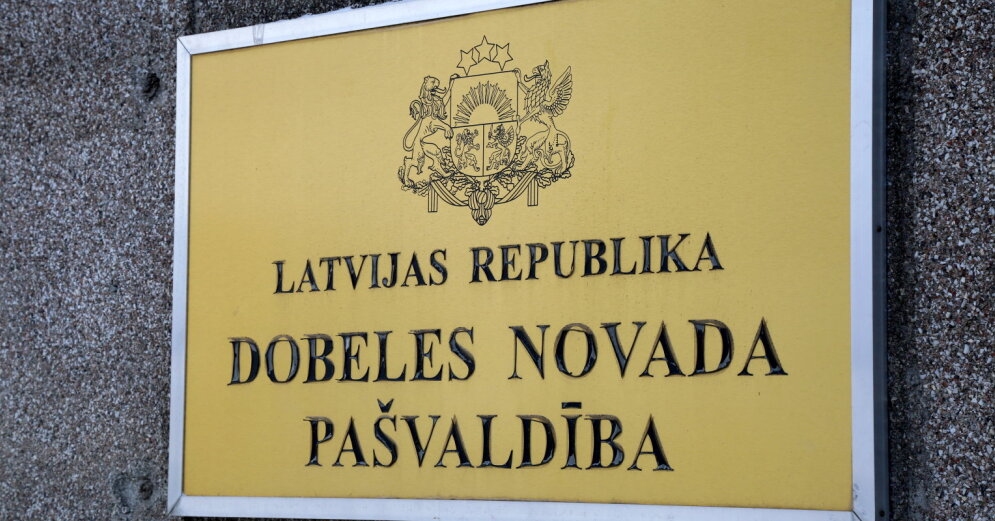 LATVIJAS REPUBLIKA
DOBELES NOVADA
PAŠVALDĪBA